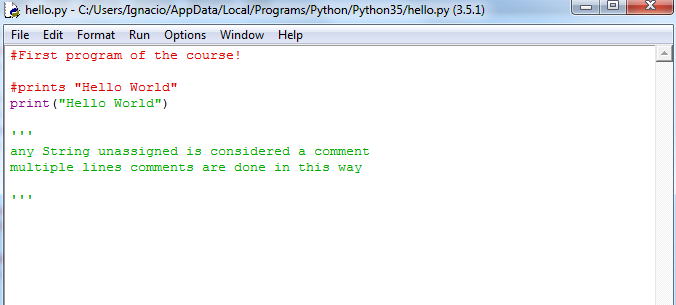 hello.py - C:/Users/Ignacio/AppData/Local/Programs/Python/Python35/hello.py (3.5.1)
File Edit Format Run Options Window Help
#First program of the course!
#prints "Hello World"
print("Hello World")
'''
any String unassigned is considered a comment
multiple lines comments are done in this way
'''